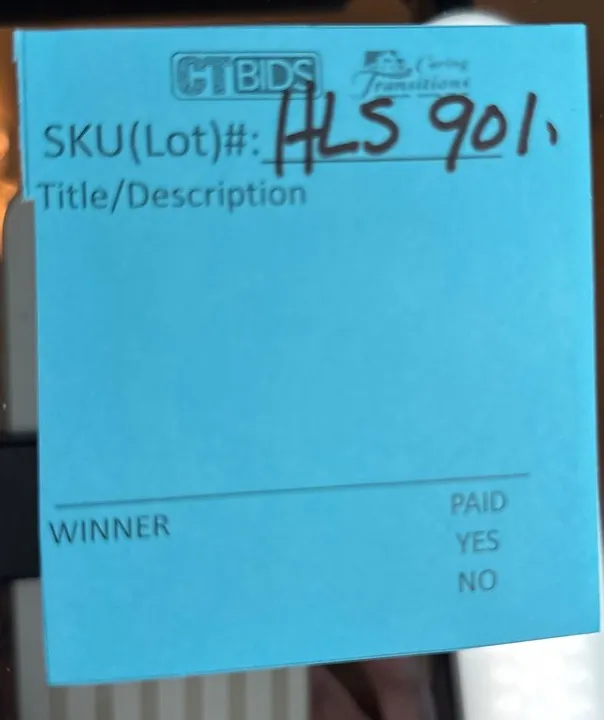 CTBIDS Caring Transitions
SKU(Lot)#: HLS 901.
Title/Description
WINNER
PAID
YES
NO